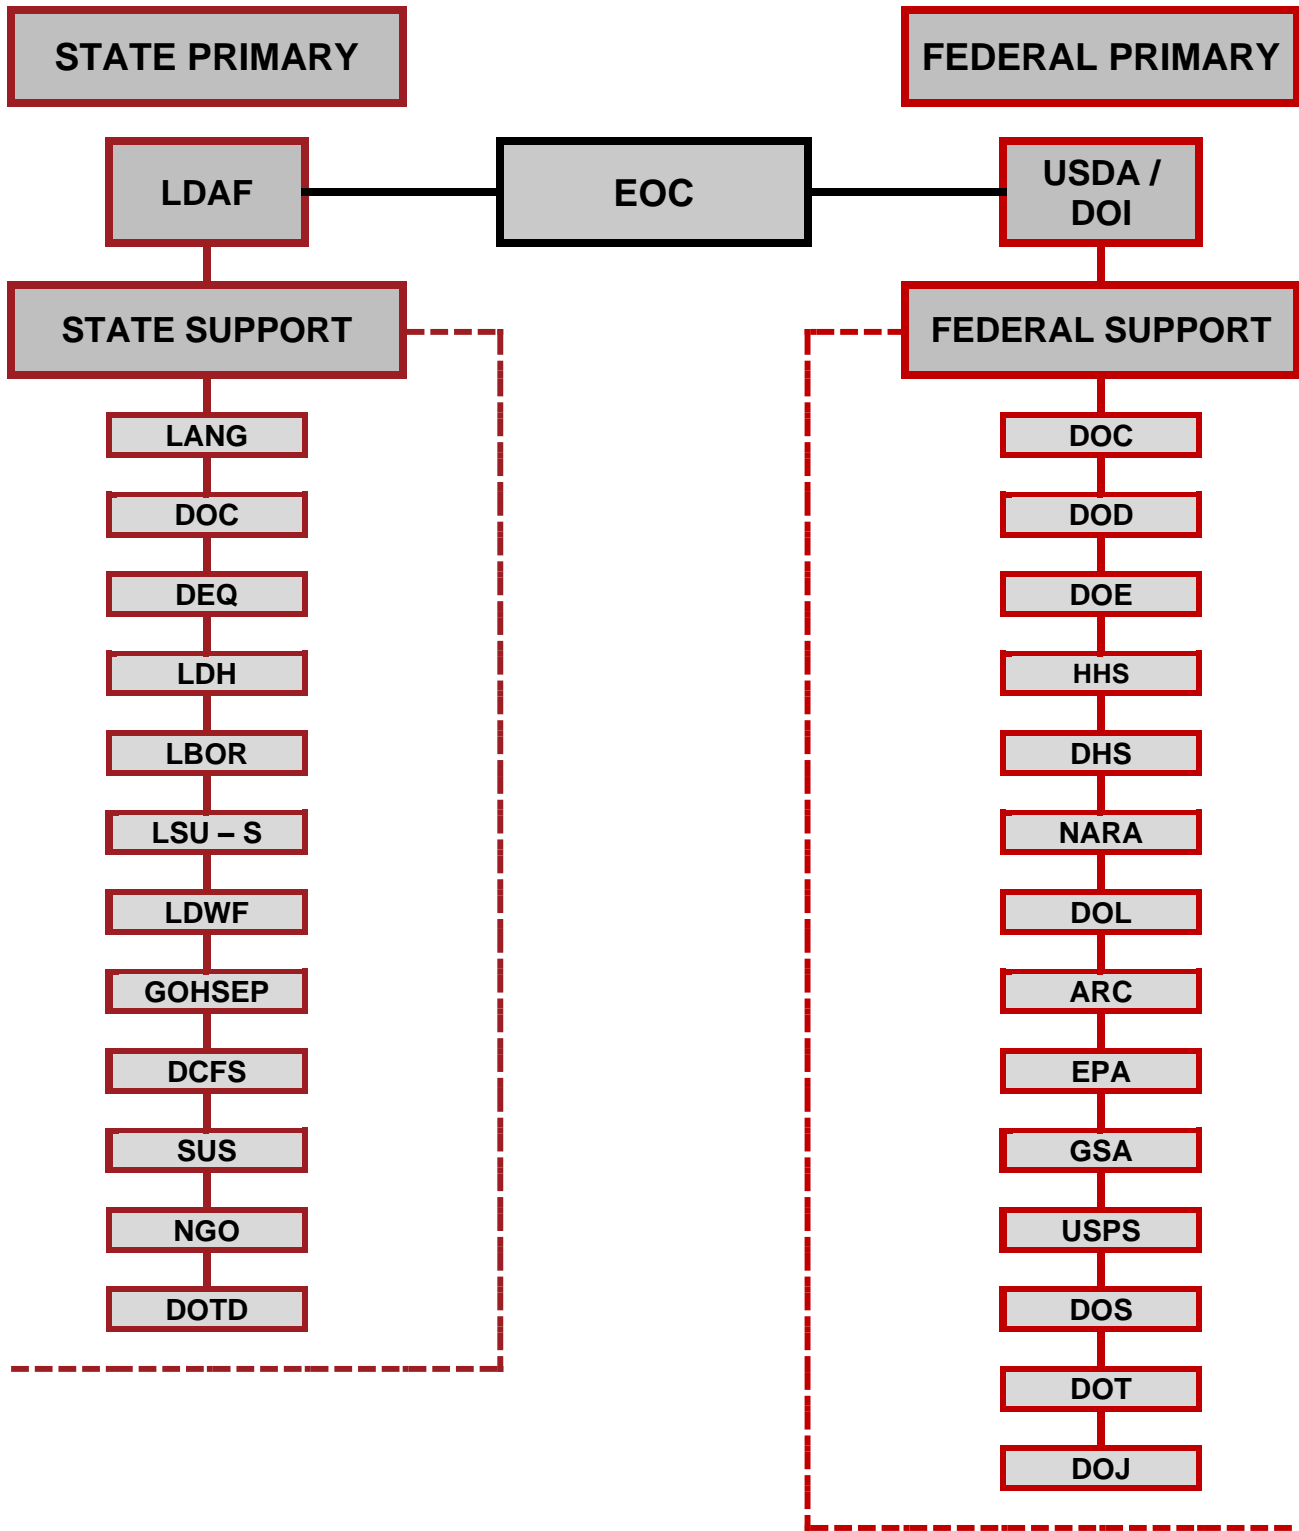 STATE PRIMARY
FEDERAL PRIMARY
LDAF
EOC
USDA /
DOI
STATE SUPPORT
FEDERAL SUPPORT
LANG
DOC
DEQ
LDH
LBOR
LSU – S
LDWF
GOHSEP
DCFS
SUS
NGO
DOTD
DOC
DOD
DOE
HHS
DHS
NARA
DOL
ARC
EPA
GSA
USPS
DOS
DOT
DOJ